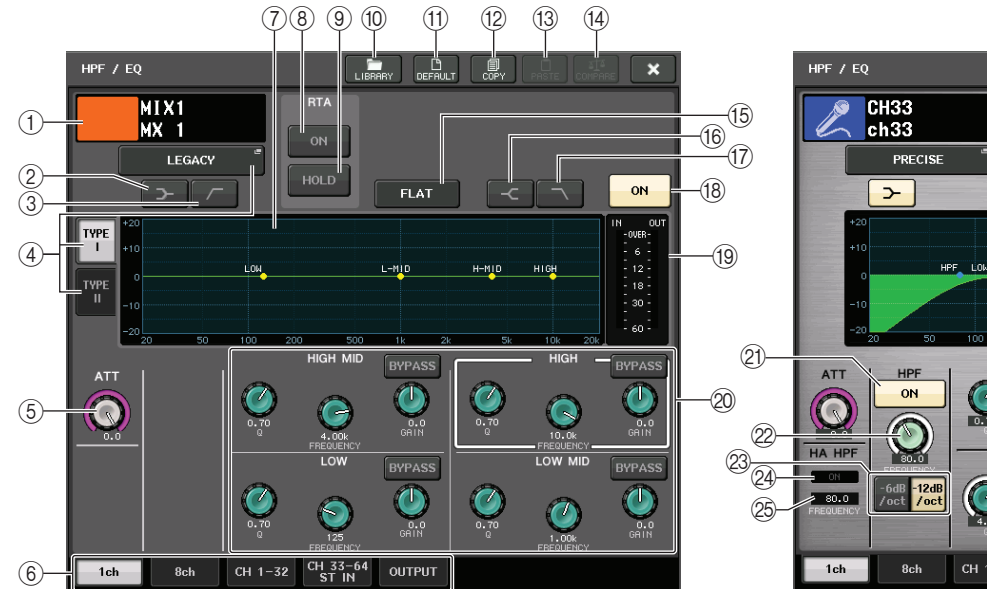 ⑦ ⑧ ⑨ ⑩ ⑪ ⑫ ⑬ ⑭
HPF / EQ
LIBRARY DEFAULT COPY PASTE COMPARE ×
①
MIX1
MX 1
RTA
ON
HOLD
LEGACY
FLAT
⑮
⑯
⑰
ON
⑱
②
③
④
TYPE
I
TYPE
II
+20
+10
0
-10
-20
LOW L-MID H-MID HIGH
20 50 100 200 500 1k 2k 5k 10k 20k
IN OUT
-OVER-
6
12
18
30
60
⑲
ATT
⑤
0.0
HIGH MID
BYPASS
0.70
Q
4.00k
FREQUENCY
0.0
GAIN
HIGH
BYPASS
0.70
Q
10.0k
FREQUENCY
0.0
GAIN
⑳
LOW
BYPASS
0.70
Q
125
FREQUENCY
0.0
GAIN
LOW MID
BYPASS
0.70
Q
1.00k
FREQUENCY
0.0
GAIN
⑥
1ch
8ch
CH 1-32
CH 33-64
ST IN
OUTPUT
HPF / EQ
CH33
ch33
PRECISE
+20
+10
0
-10
-20
HPF LOW
20 50 100
㉑
ATT
HPF
ON
㉒
80.0
FREQUENCY
㉓
HA HPF
㉔
ON
-6dB
/oct
-12dB
/oct
㉕
80.0
FREQUENCY
1ch
8ch